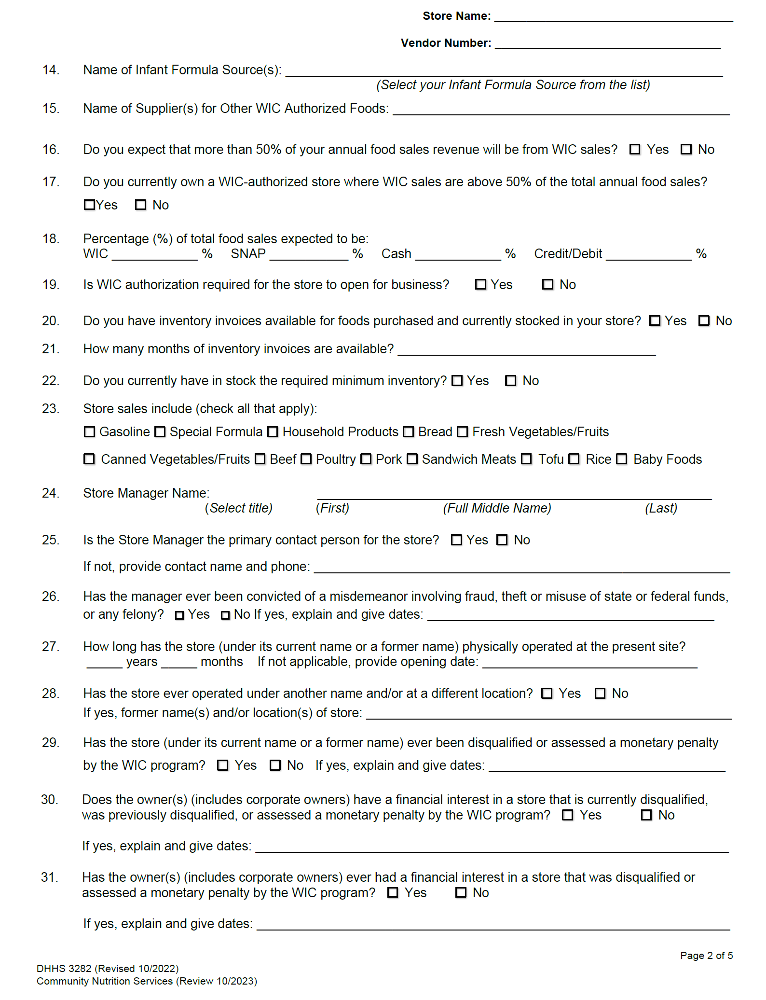 Store Name: ____________________
Vendor Number: ____________________
14. Name of Infant Formula Source(s): ____________________
(Select your Infant Formula Source from the list)
15. Name of Supplier(s) for Other WIC Authorized Foods: ____________________
16. Do you expect that more than 50% of your annual food sales revenue will be from WIC sales? ☐ Yes ☐ No
17. Do you currently own a WIC-authorized store where WIC sales are above 50% of the total annual food sales?
☐Yes ☐ No
18. Percentage (%) of total food sales expected to be:
WIC __________ % SNAP __________ % Cash __________ % Credit/Debit __________ %
19. Is WIC authorization required for the store to open for business? ☐ Yes ☐ No
20. Do you have inventory invoices available for foods purchased and currently stocked in your store? ☐ Yes ☐ No
21. How many months of inventory invoices are available? ____________________
22. Do you currently have in stock the required minimum inventory? ☐ Yes ☐ No
23. Store sales include (check all that apply):
☐ Gasoline ☐ Special Formula ☐ Household Products ☐ Bread ☐ Fresh Vegetables/Fruits
☐ Canned Vegetables/Fruits ☐ Beef ☐ Poultry ☐ Pork ☐ Sandwich Meats ☐ Tofu ☐ Rice ☐ Baby Foods
24. Store Manager Name: ____________________
(Select title) (First) (Full Middle Name) (Last)
25. Is the Store Manager the primary contact person for the store? ☐ Yes ☐ No
If not, provide contact name and phone: ____________________
26. Has the manager ever been convicted of a misdemeanor involving fraud, theft or misuse of state or federal funds,
or any felony? ☐ Yes ☐ No If yes, explain and give dates: ____________________
27. How long has the store (under its current name or a former name) physically operated at the present site?
_____ years _____ months If not applicable, provide opening date: ____________________
28. Has the store ever operated under another name and/or at a different location? ☐ Yes ☐ No
If yes, former name(s) and/or location(s) of store: ____________________
29. Has the store (under its current name or a former name) ever been disqualified or assessed a monetary penalty
by the WIC program? ☐ Yes ☐ No If yes, explain and give dates: ____________________
30. Does the owner(s) (includes corporate owners) have a financial interest in a store that is currently disqualified,
was previously disqualified, or assessed a monetary penalty by the WIC program? ☐ Yes ☐ No
If yes, explain and give dates: ____________________
31. Has the owner(s) (includes corporate owners) ever had a financial interest in a store that was disqualified or
assessed a monetary penalty by the WIC program? ☐ Yes ☐ No
If yes, explain and give dates: ____________________
Page 2 of 5
DHHS 3282 (Revised 10/2022)
Community Nutrition Services (Review 10/2023)